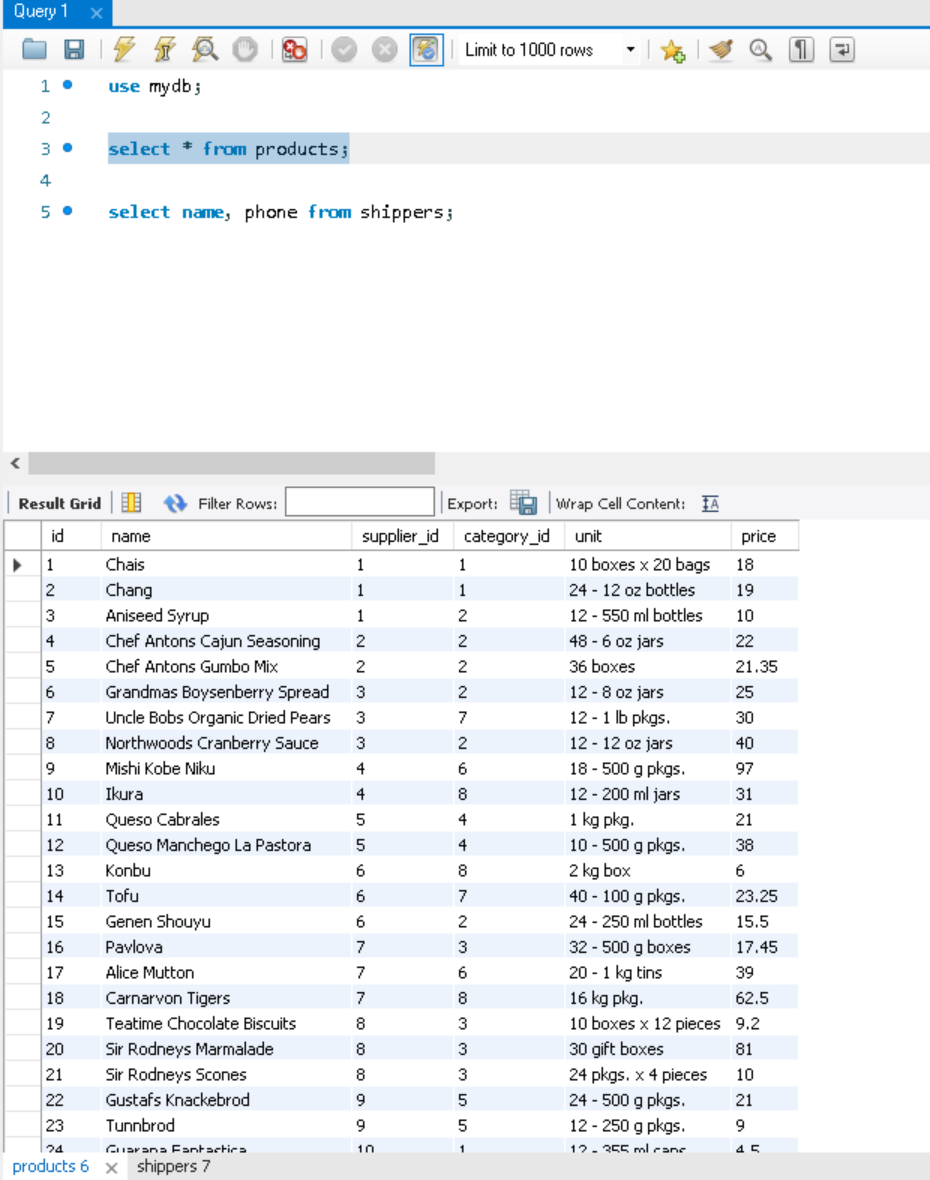 Query 1
Limit to 1000 rows
1 use mydb;
2
3 select * from products;
4
5 select name, phone from shippers;
Result Grid Filter Rows: Export: Wrap Cell Content: IA
id name supplier_id category_id unit price
1 Chais 1 1 10 boxes x 20 bags 18
2 Chang 1 1 24 - 12 oz bottles 19
3 Aniseed Syrup 1 2 12 - 550 ml bottles 10
4 Chef Antons Cajun Seasoning 2 2 48 - 6 oz jars 22
5 Chef Antons Gumbo Mix 2 2 36 boxes 21.35
6 Grandmas Boysenberry Spread 3 2 12 - 8 oz jars 25
7 Uncle Bobs Organic Dried Pears 3 7 12 - 1 lb pkgs. 30
8 Northwoods Cranberry Sauce 3 2 12 - 12 oz jars 40
9 Mishi Kobe Niku 4 6 18 - 500 g pkgs. 97
10 Ikura 4 8 12 - 200 ml jars 31
11 Queso Cabrales 5 4 1 kg pkg. 21
12 Queso Manchego La Pastora 5 4 10 - 500 g pkgs. 38
13 Konbu 6 8 2 kg box 6
14 Tofu 6 7 40 - 100 g pkgs. 23.25
15 Genen Shouyu 6 2 24 - 250 ml bottles 15.5
16 Pavlova 7 3 32 - 500 g boxes 17.45
17 Alice Mutton 7 6 20 - 1 kg tins 39
18 Carnarvon Tigers 7 8 16 kg pkg. 62.5
19 Teatime Chocolate Biscuits 8 3 10 boxes x 12 pieces 9.2
20 Sir Rodneys Marmalade 8 3 30 gift boxes 81
21 Sir Rodneys Scones 8 3 24 pkgs. x 4 pieces 10
22 Gustafs Knackebrod 9 5 24 - 500 g pkgs. 21
23 Tunnbrod 9 5 12 - 250 g pkgs. 9
24 Guarana Fantastica 10 1 12 - 355 ml cans 4.5
products 6 shippers 7